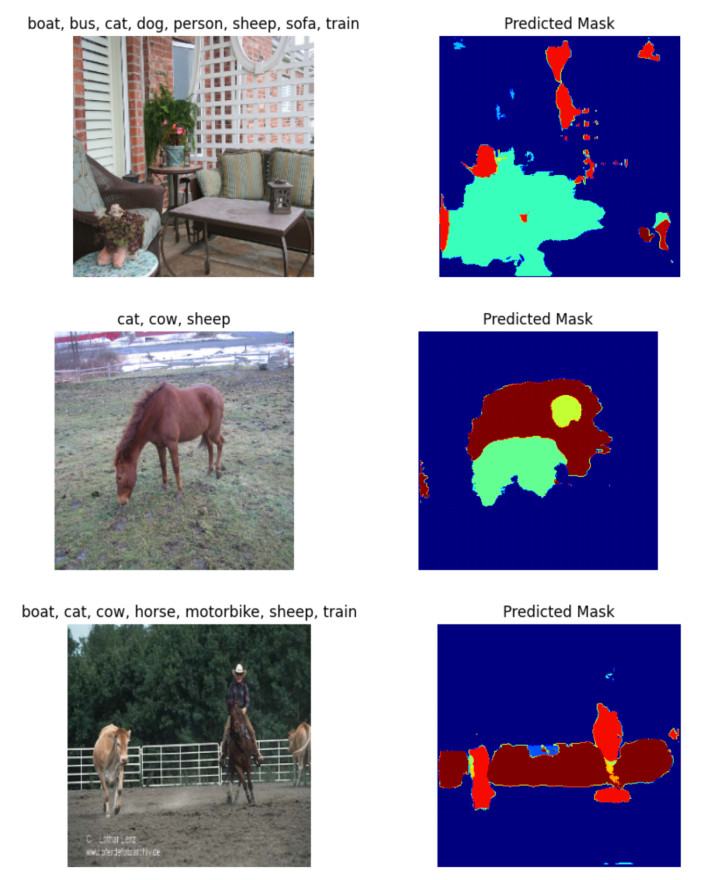 boat, bus, cat, dog, person, sheep, sofa, train
Predicted Mask
cat, cow, sheep
Predicted Mask
boat, cat, cow, horse, motorbike, sheep, train
Predicted Mask
© Lothar Lenz
www.pferdefotoarchiv.de